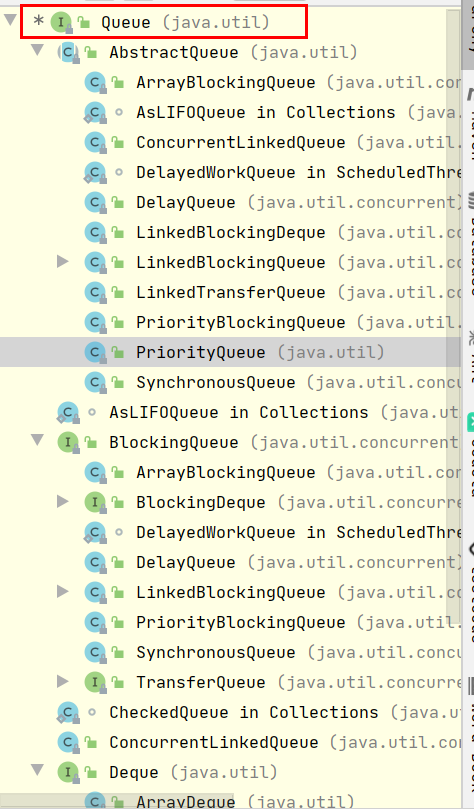 * I Queue (java.util)
C AbstractQueue (java.util)
C ArrayBlockingQueue (java.util.con
C AsLIFOQueue in Collections (java.u
C ConcurrentLinkedQueue (java.util.c
C DelayedWorkQueue in ScheduledThre
C DelayQueue (java.util.concurrent)
C LinkedBlockingDeque (java.util.co
C LinkedBlockingQueue (java.util.co
C LinkedTransferQueue (java.util.co
C PriorityBlockingQueue (java.util.
C PriorityQueue (java.util)
C SynchronousQueue (java.util.concu
C AsLIFOQueue in Collections (java.ut
I BlockingQueue (java.util.concurrent
C ArrayBlockingQueue (java.util.con
I BlockingDeque (java.util.concurre
C DelayedWorkQueue in ScheduledThre
C DelayQueue (java.util.concurrent)
C LinkedBlockingQueue (java.util.co
C PriorityBlockingQueue (java.util.
C SynchronousQueue (java.util.concu
I TransferQueue (java.util.concurre
C CheckedQueue in Collections (java.ut
C ConcurrentLinkedQueue (java.util.con
I Deque (java.util)
C ArrayDeque (java.util)